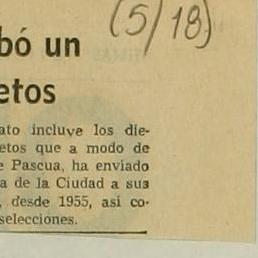 (5/18)
bó un
etos
ato incluye los die-
etos que a modo de
e Pascua, ha enviado
a de la Ciudad a sus
, desde 1955, así co-
selecciones.